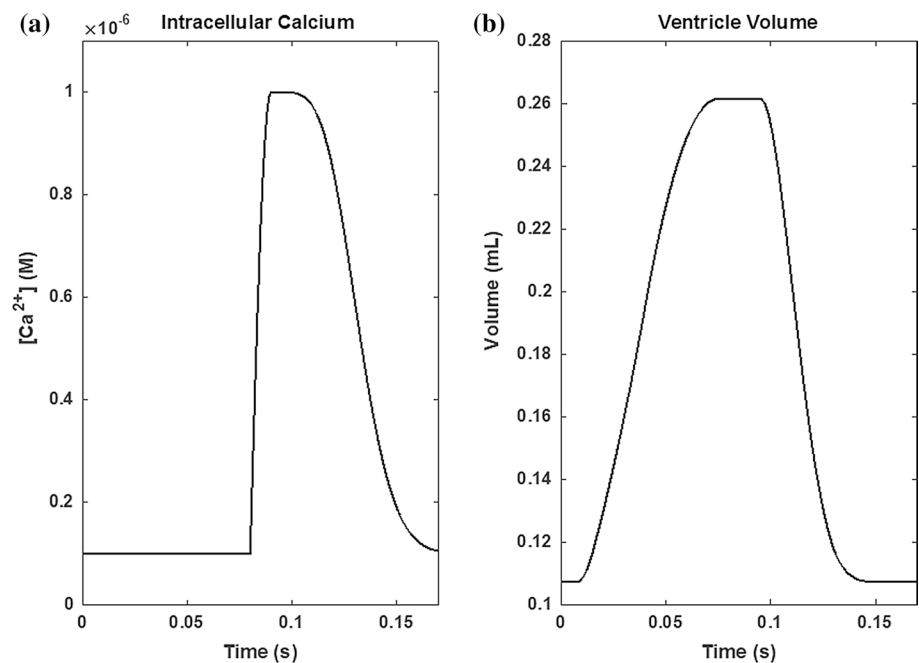 (a)
×10⁻⁶
Intracellular Calcium
1
0.8
0.6
0.4
0.2
0
[Ca²⁺] (M)
0 0.05 0.1 0.15
Time (s)
(b)
Ventricle Volume
0.28
0.26
0.24
0.22
0.2
0.18
0.16
0.14
0.12
0.1
Volume (mL)
0 0.05 0.1 0.15
Time (s)